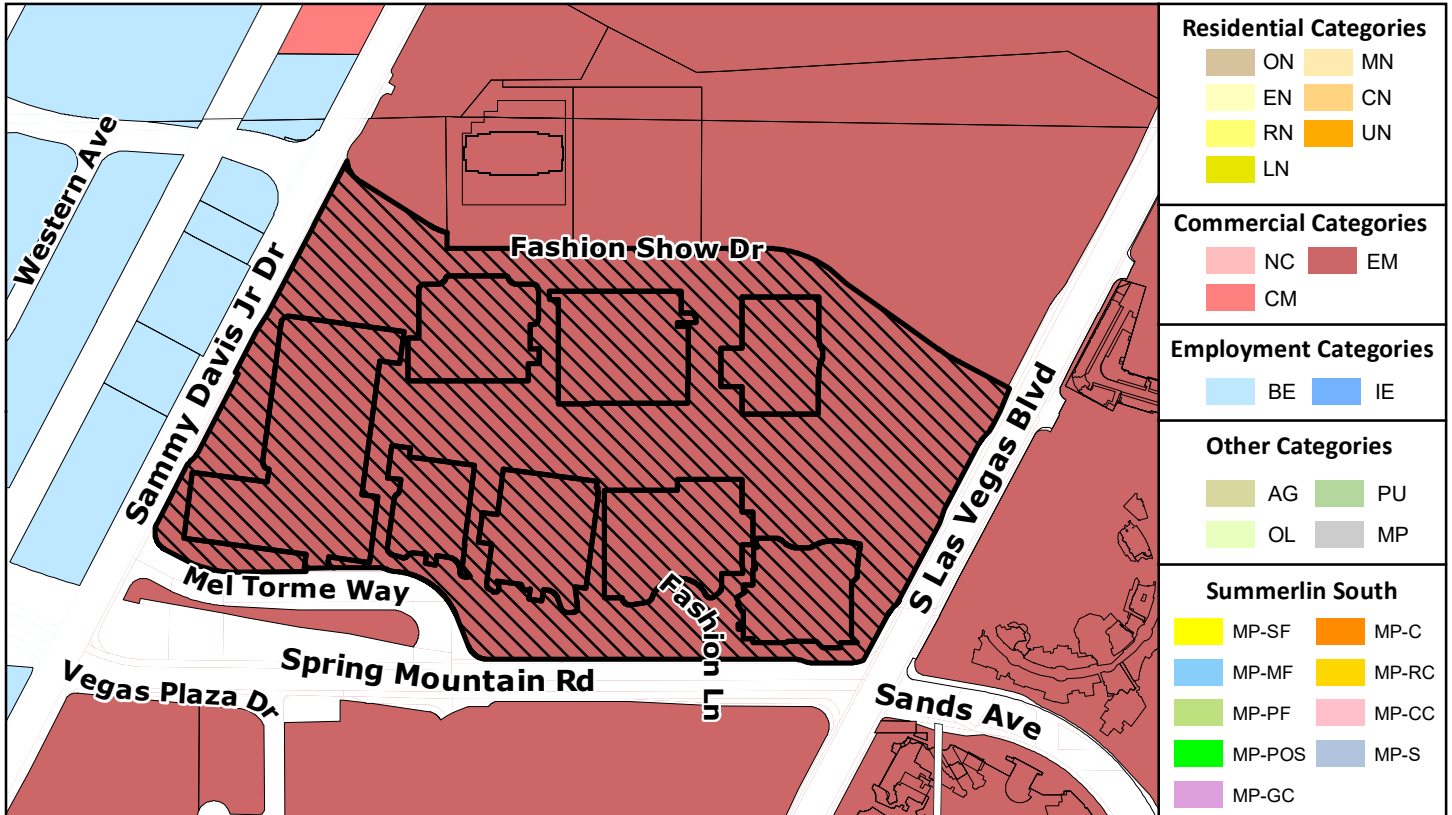 Western Ave
Sammy Davis Jr Dr
Fashion Show Dr
S Las Vegas Blvd
Mel Torme Way
Fashion Ln
Spring Mountain Rd
Vegas Plaza Dr
Sands Ave
Residential Categories
ON MN
EN CN
RN UN
LN
Commercial Categories
NC EM
CM
Employment Categories
BE IE
Other Categories
AG PU
OL MP
Summerlin South
MP-SF MP-C
MP-MF MP-RC
MP-PF MP-CC
MP-POS MP-S
MP-GC